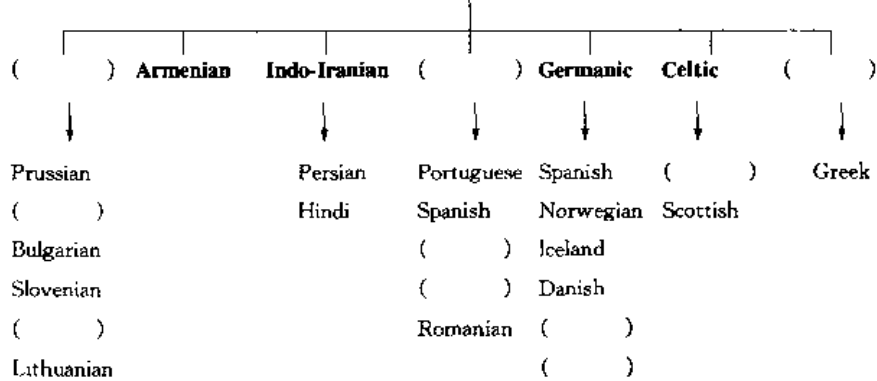 (          ) Armenian Indo-Iranian (          ) Germanic Celtic (          )
Prussian Persian Portuguese Spanish (          ) Greek
(          ) Hindi Spanish Norwegian Scottish
Bulgarian (          ) Iceland
Slovenian (          ) Danish
(          ) Romanian (          )
Lithuanian (          )